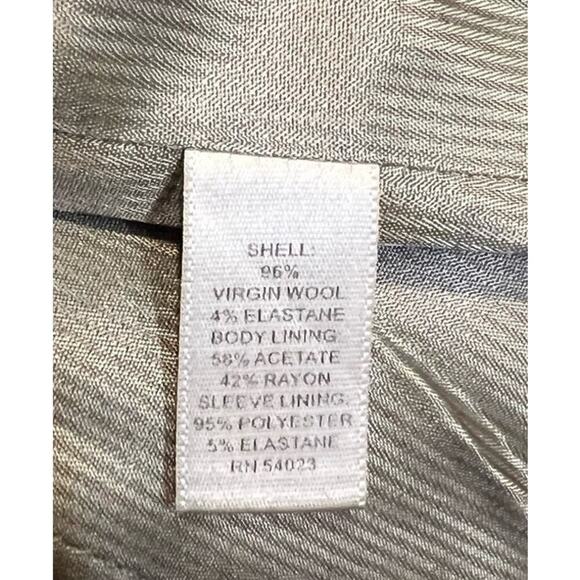 SHELL:
96%
VIRGIN WOOL
4% ELASTANE
BODY LINING
58% ACETATE
42% RAYON
SLEEVE LINING:
95% POLYESTER
5% ELASTANE
RN 54023